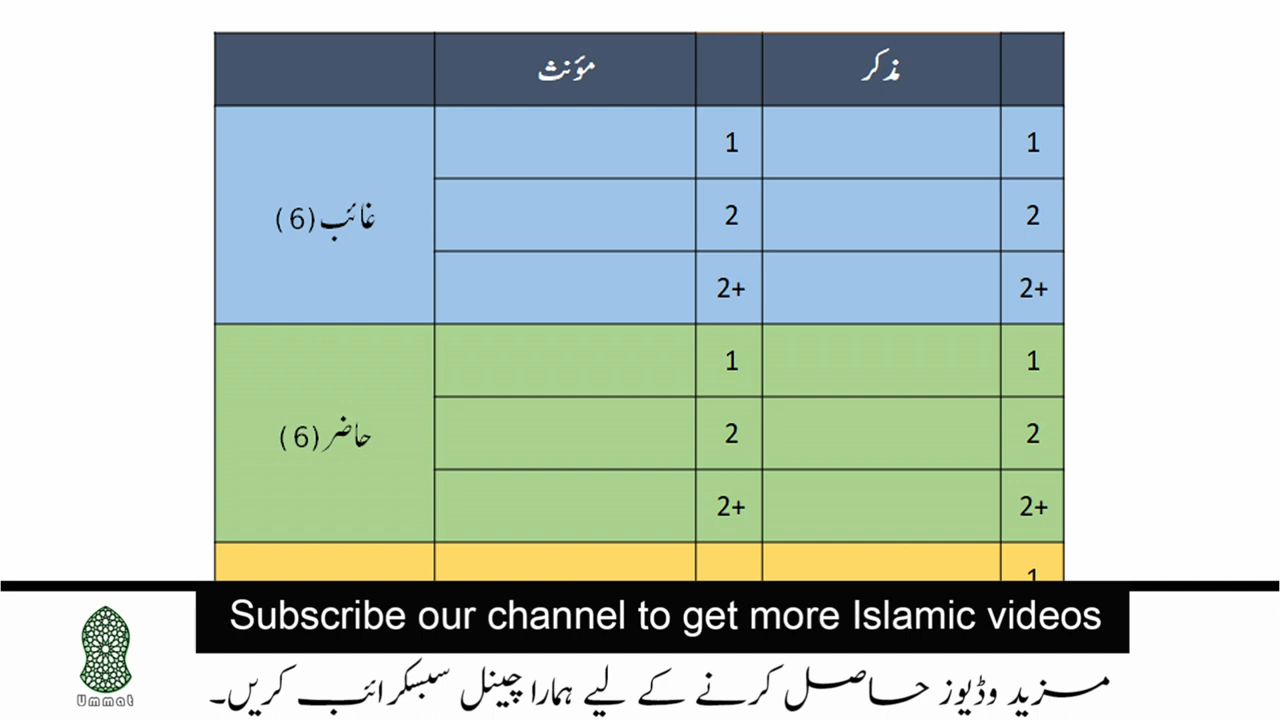 مذکر مؤنث
1 1
غائب (6)
2 2
2+ 2+
1 1
حاضر (6)
2 2
2+ 2+
1
Subscribe our channel to get more Islamic videos
مزید وڈیوز حاصل کرنے کے لیے ہمارا چینل سبسکرائب کریں۔
Ummat